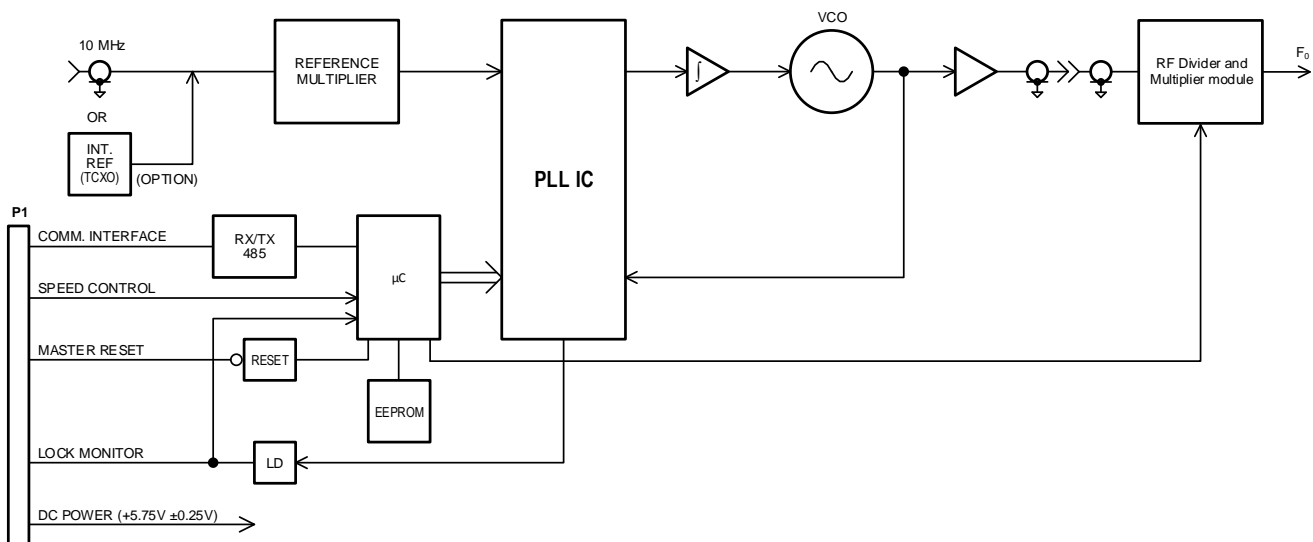 VCO
10 MHz
REFERENCE
MULTIPLIER
∫
RF Divider and
Multiplier module
F₀
OR
INT.
REF
(TCXO)
(OPTION)
PLL IC
P1
COMM. INTERFACE
RX/TX
485
µC
SPEED CONTROL
MASTER RESET
RESET
EEPROM
LOCK MONITOR
LD
DC POWER (+5.75V ±0.25V)